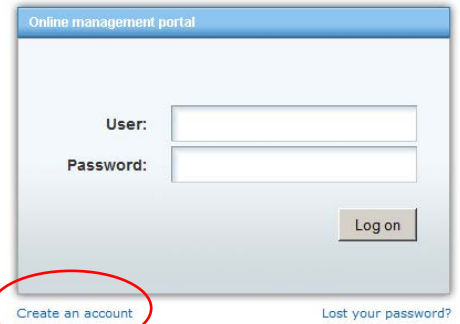 Online management portal
User:
Password:
Log on
Create an account Lost your password?